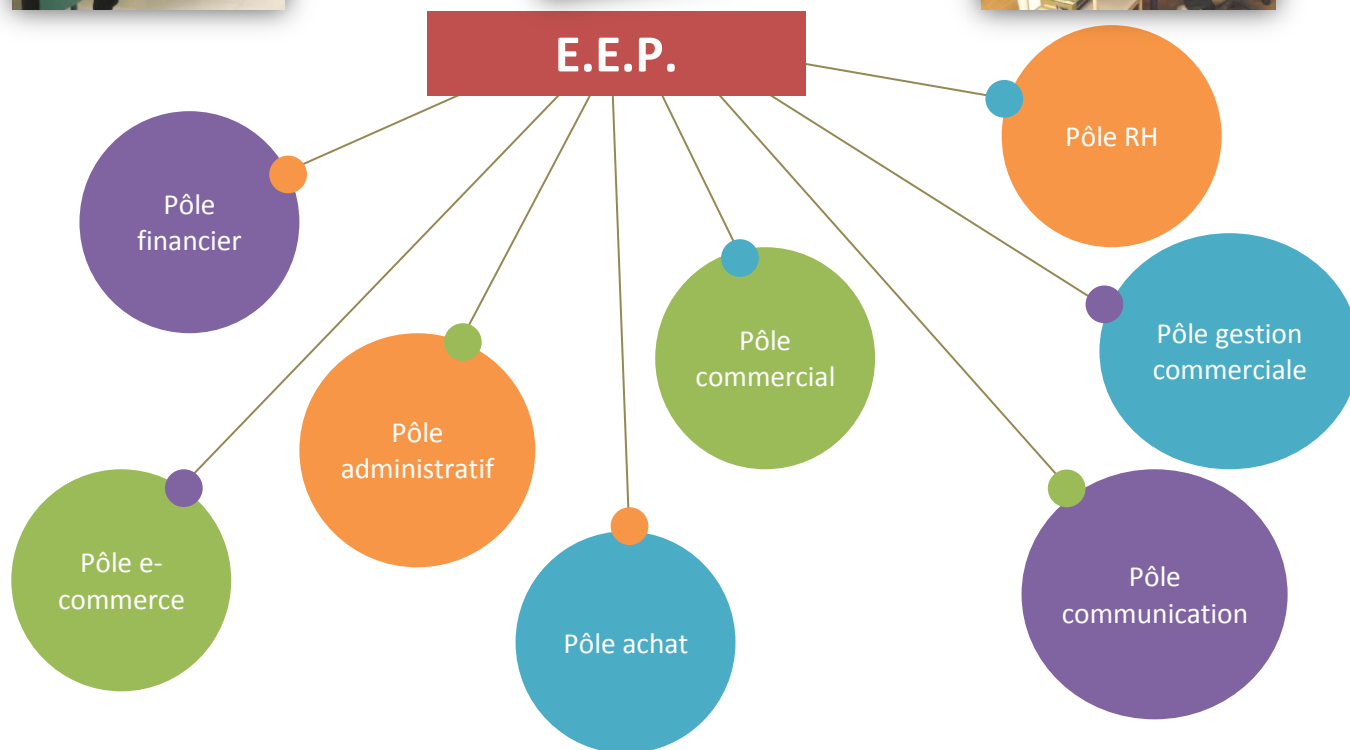 E.E.P.
Pôle RH
Pôle
financier
Pôle gestion
commerciale
Pôle
commercial
Pôle
administratif
Pôle e-
commerce
Pôle
communication
Pôle achat